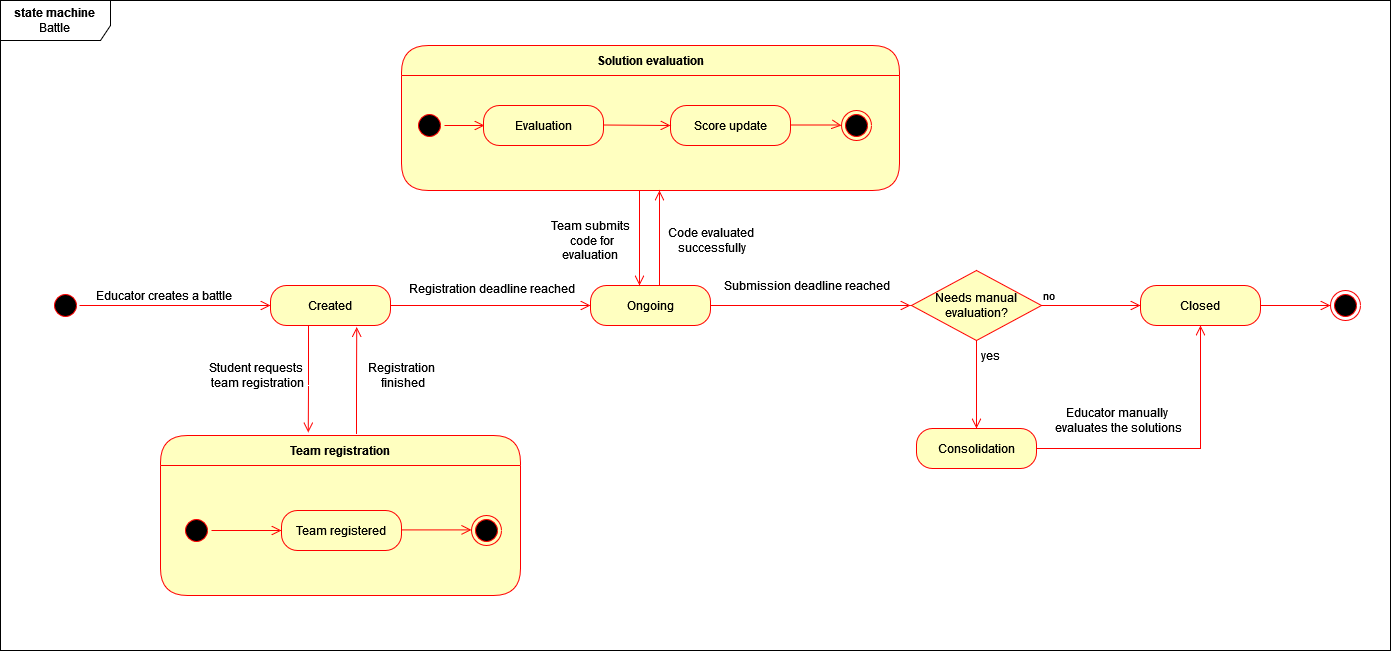 state machine
Battle
Solution evaluation
Evaluation
Score update
Team submits
code for
evaluation
Code evaluated
successfully
Educator creates a battle
Created
Registration deadline reached
Ongoing
Submission deadline reached
Needs manual
evaluation?
no
Closed
yes
Student requests
team registration
Registration
finished
Educator manually
evaluates the solutions
Consolidation
Team registration
Team registered